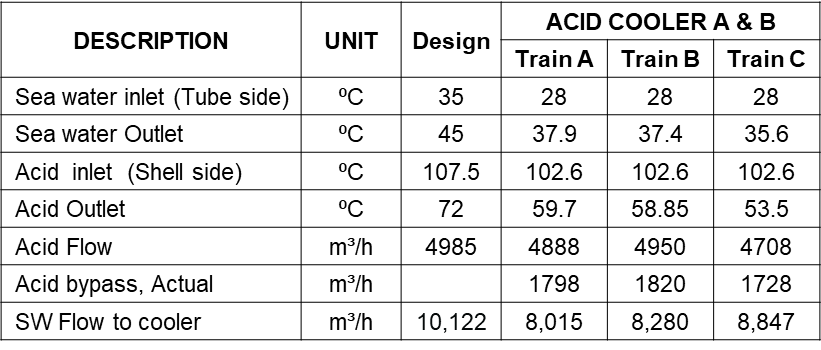 DESCRIPTION UNIT Design ACID COOLER A & B
Train A Train B Train C
Sea water inlet (Tube side) ºC 35 28 28 28
Sea water Outlet ºC 45 37.9 37.4 35.6
Acid inlet (Shell side) ºC 107.5 102.6 102.6 102.6
Acid Outlet ºC 72 59.7 58.85 53.5
Acid Flow m³/h 4985 4888 4950 4708
Acid bypass, Actual m³/h 1798 1820 1728
SW Flow to cooler m³/h 10,122 8,015 8,280 8,847